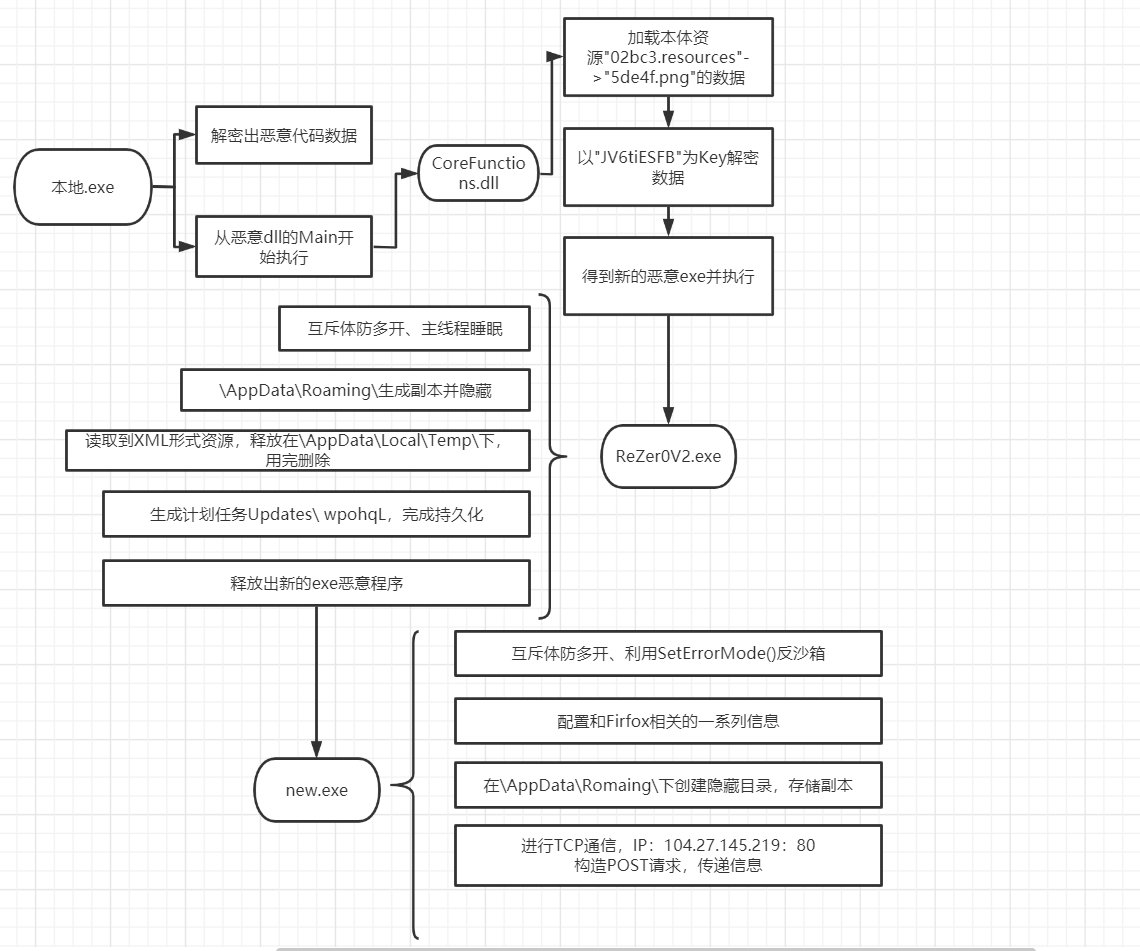 本地.exe
解密出恶意代码数据
从恶意dll的Main开
始执行
CoreFunctio
ns.dll
加载本体资
源"02bc3.resources"-
>"5de4f.png"的数据
以"JV6tiESFB"为Key解密
数据
得到新的恶意exe并执行
ReZer0V2.exe
互斥体防多开、主线程睡眠
\AppData\Roaming\生成副本并隐藏
读取到XML形式资源，释放在\AppData\Local\Temp\下，
用完删除
生成计划任务Updates\ wpohqL，完成持久化
释放出新的exe恶意程序
new.exe
互斥体防多开、利用SetErrorMode()反沙箱
配置和Firfox相关的一系列信息
在\AppData\Romaing\下创建隐藏目录，存储副本
进行TCP通信，IP：104.27.145.219：80
构造POST请求，传递信息